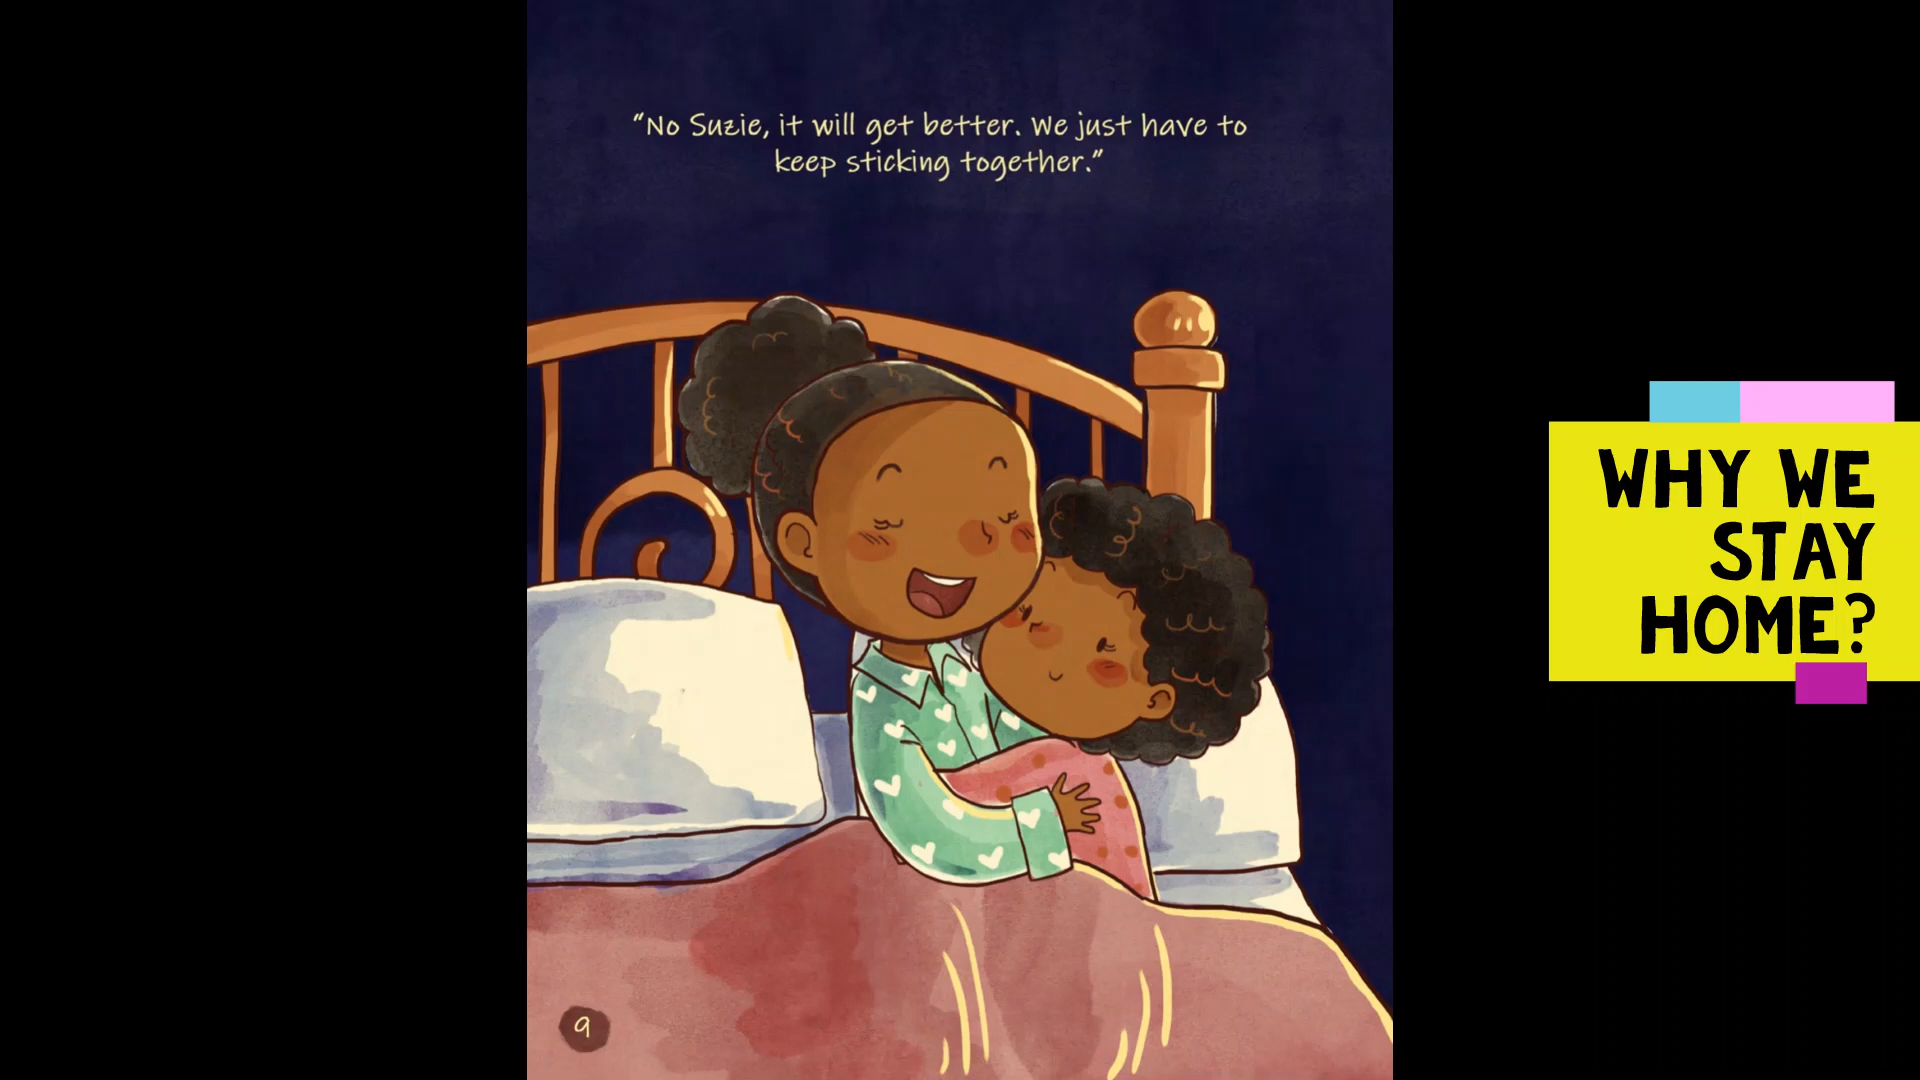 “No Suzie, it will get better. We just have to
keep sticking together.”
WHY WE
STAY
HOME?
9